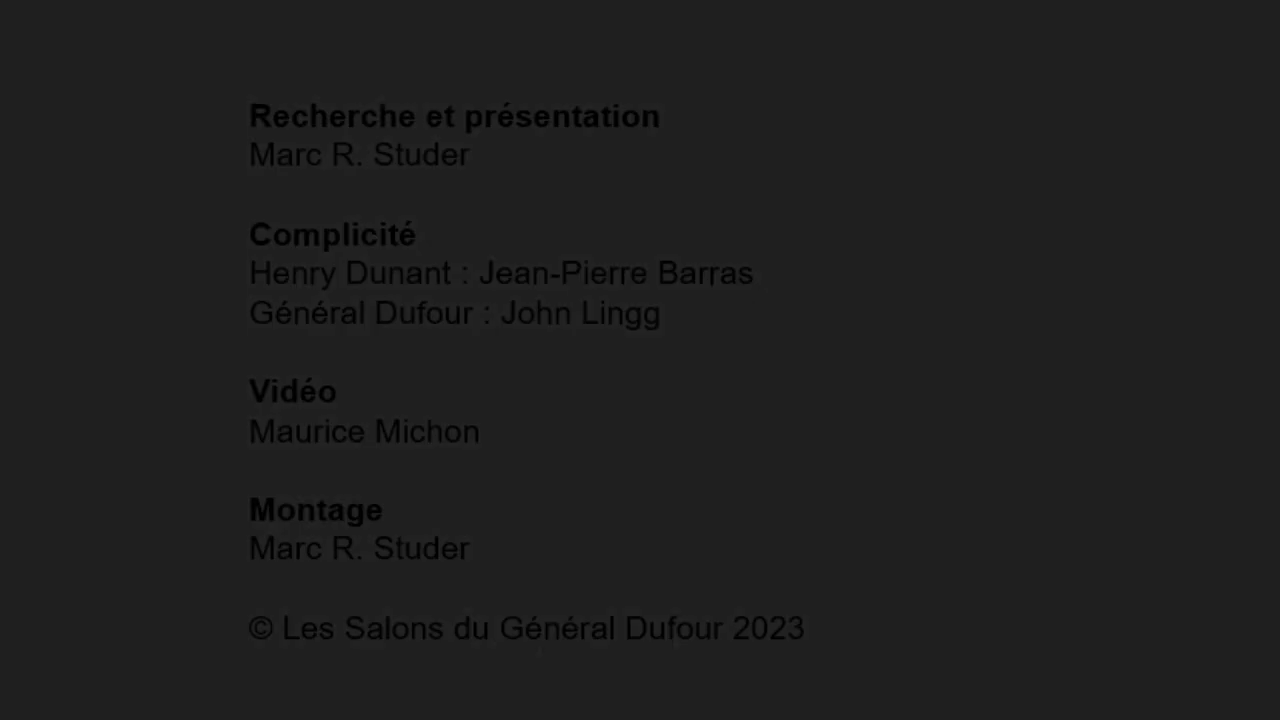 Recherche et présentation
Marc R. Studer
Complicité
Henry Dunant : Jean-Pierre Barras
Général Dufour : John Lingg
Vidéo
Maurice Michon
Montage
Marc R. Studer
© Les Salons du Général Dufour 2023